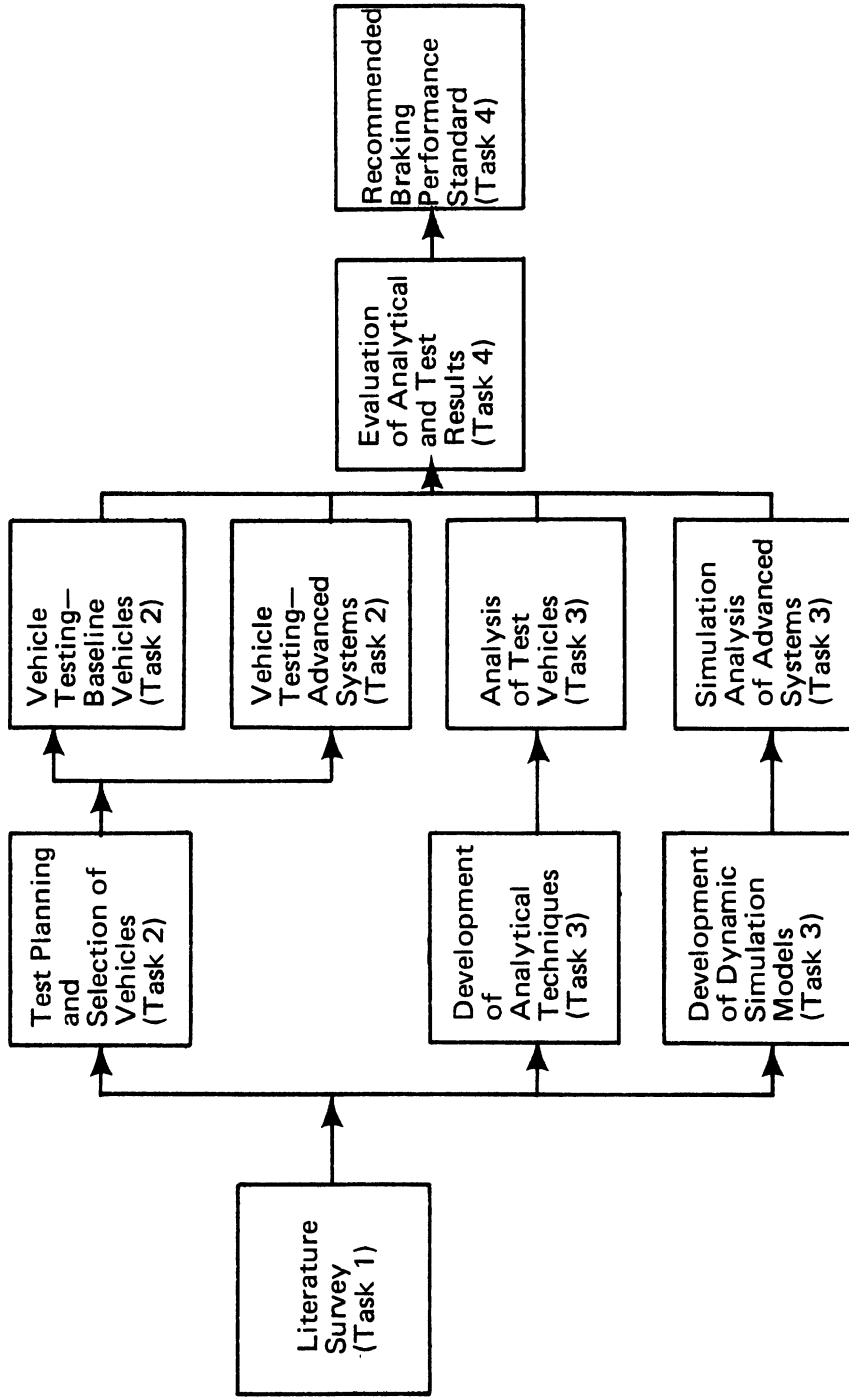 Literature
Survey
(Task 1)
Test Planning
and
Selection of
Vehicles
(Task 2)
Development
of Analytical
Techniques
(Task 3)
Development
of Dynamic
Simulation
Models
(Task 3)
Vehicle
Testing—
Baseline
Vehicles
(Task 2)
Vehicle
Testing—
Advanced
Systems
(Task 2)
Analysis
of Test
Vehicles
(Task 3)
Simulation
Analysis
of Advanced
Systems
(Task 3)
Evaluation
of Analytical
and Test
Results
(Task 4)
Recommended
Braking
Performance
Standard
(Task 4)